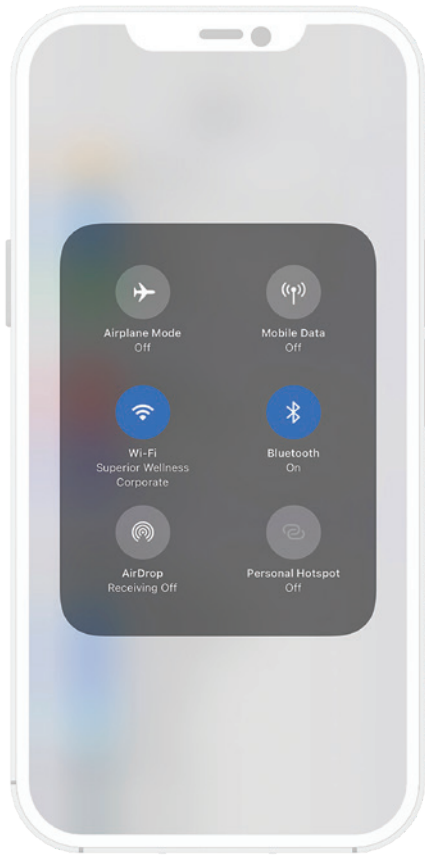 Airplane Mode
Off
Mobile Data
Off
Wi-Fi
Superior Wellness
Corporate
Bluetooth
On
AirDrop
Receiving Off
Personal Hotspot
Off